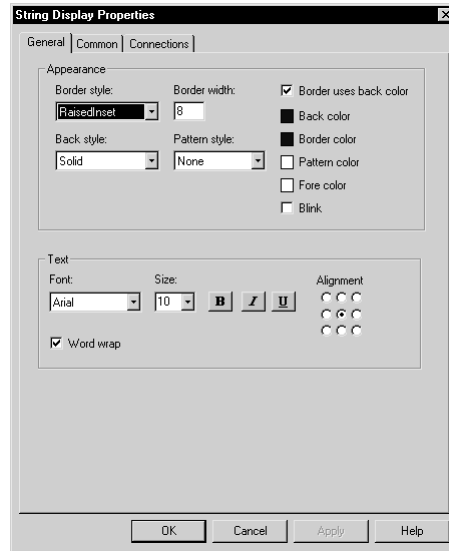 String Display Properties
General Common Connections
Appearance
Border style: Border width: Border uses back color
RaisedInset 8 Back color
Border color
Back style: Pattern style:
Solid None Pattern color
Fore color
Blink
Text
Font: Size: Alignment
Arial 10 B I U
Word wrap
OK Cancel Apply Help